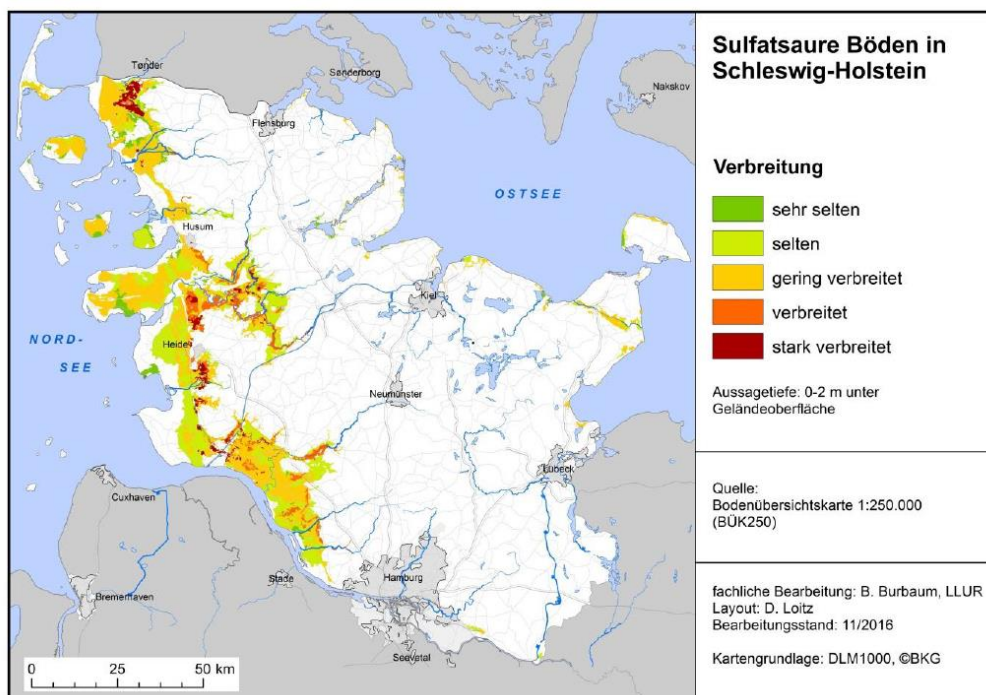 Sulfatsaure Böden in
Schleswig-Holstein
Verbreitung
sehr selten
selten
gering verbreitet
verbreitet
stark verbreitet
Aussagetiefe: 0-2 m unter
Geländeoberfläche
Quelle:
Bodenübersichtskarte 1:250.000
(BÜK250)
fachliche Bearbeitung: B. Burbaum, LLUR
Layout: D. Loitz
Bearbeitungsstand: 11/2016
Kartengrundlage: DLM1000, ©BKG
Tønder
Sønderborg
Nakskov
Flensburg
OSTSEE
Husum
Kiel
NORD-
SEE
Heide
Neumünster
Lübeck
Cuxhaven
Stade
Hamburg
Bremerhaven
Seevetal
0 25 50 km